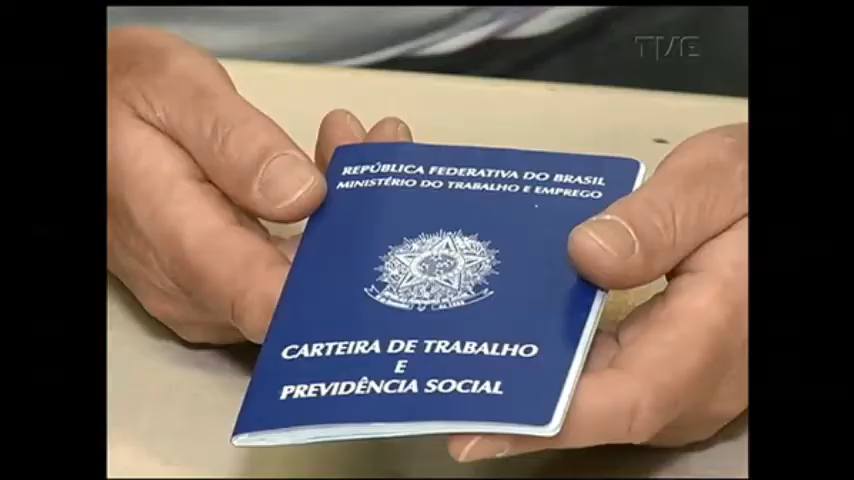 TVE
REPÚBLICA FEDERATIVA DO BRASIL
MINISTÉRIO DO TRABALHO E EMPREGO
CARTEIRA DE TRABALHO
E
PREVIDÊNCIA SOCIAL